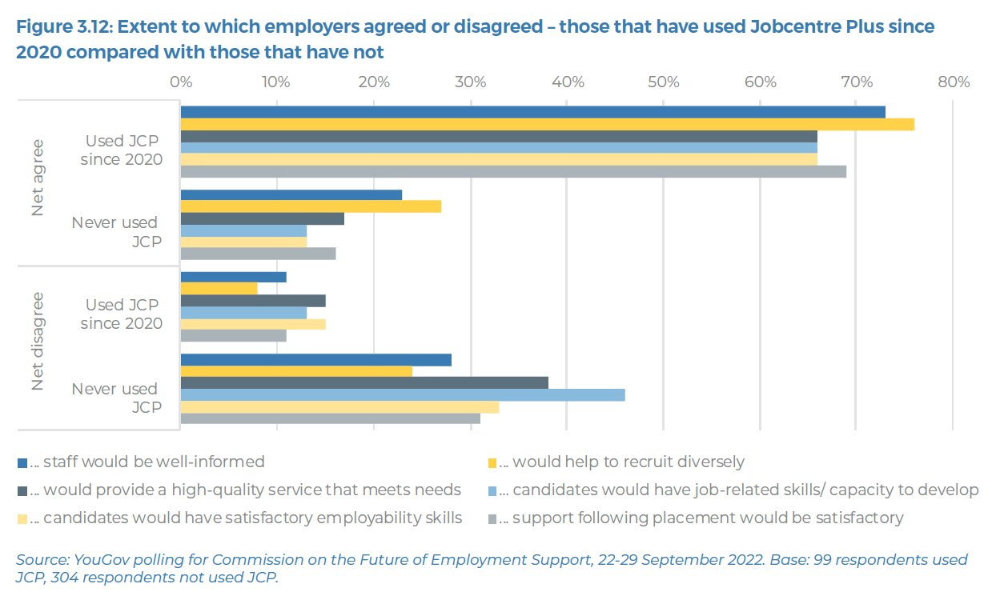 Figure 3.12: Extent to which employers agreed or disagreed – those that have used Jobcentre Plus since
2020 compared with those that have not
0% 10% 20% 30% 40% 50% 60% 70% 80%
Net agree
Used JCP
since 2020
Never used
JCP
Net disagree
Used JCP
since 2020
Never used
JCP
... staff would be well-informed
... would help to recruit diversely
... would provide a high-quality service that meets needs
... candidates would have job-related skills/ capacity to develop
... candidates would have satisfactory employability skills
... support following placement would be satisfactory
Source: YouGov polling for Commission on the Future of Employment Support, 22-29 September 2022. Base: 99 respondents used
JCP, 304 respondents not used JCP.